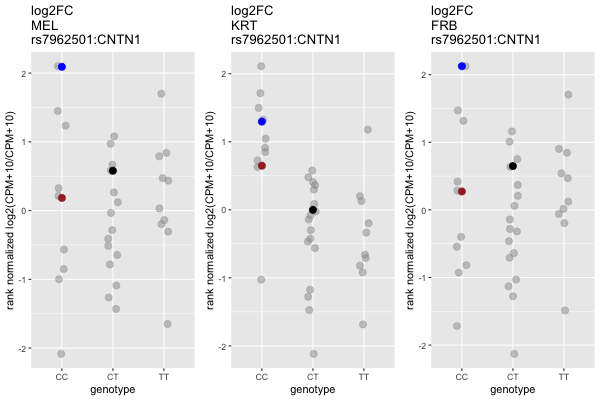 log2FC
MEL
rs7962501:CNTN1
rank normalized log2(CPM+10/CPM+10)
2
1
0
-1
-2
CC
CT
TT
genotype
log2FC
KRT
rs7962501:CNTN1
rank normalized log2(CPM+10/CPM+10)
2
1
0
-1
-2
CC
CT
TT
genotype
log2FC
FRB
rs7962501:CNTN1
rank normalized log2(CPM+10/CPM+10)
2
1
0
-1
-2
CC
CT
TT
genotype